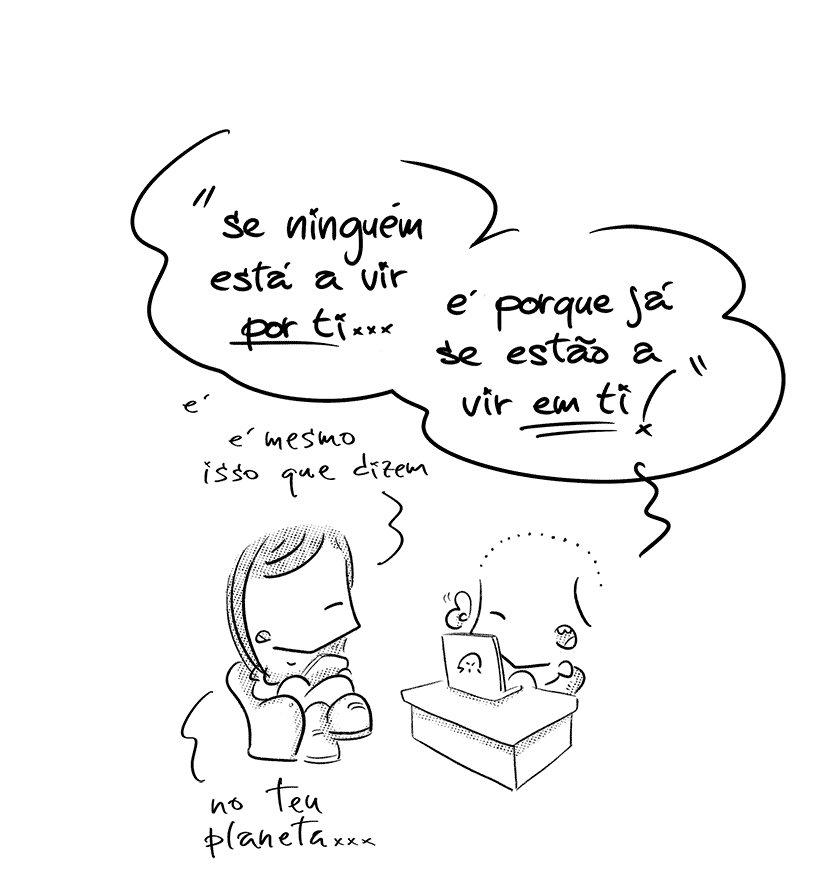 "se ninguém
está a vir
por ti...
é porque já
se estão a
vir em ti!"
é
é mesmo
isso que dizem
no teu
planeta...